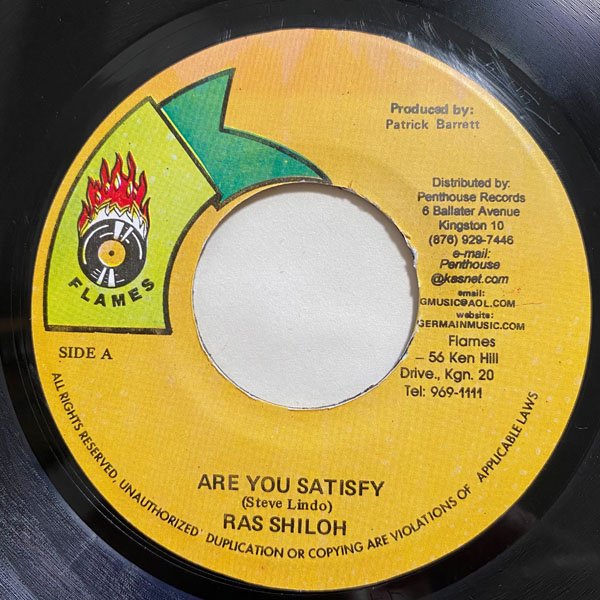 Produced by:
Patrick Barrett
Distributed by:
Penthouse Records
6 Ballater Avenue
Kingston 10
(876) 929-7446
e-mail:
Penthouse
@kasnet.com
email:
GMUSIC@AOL.COM
website:
GERMAINMUSIC.COM
Flames
– 56 Ken Hill
Drive., Kgn. 20
Tel: 969-1111
FLAMES
SIDE A
ARE YOU SATISFY
(Steve Lindo)
RAS SHILOH
ALL RIGHTS RESERVED, UNAUTHORIZED DUPLICATION OR COPYING ARE VIOLATIONS OF APPLICABLE LAWS